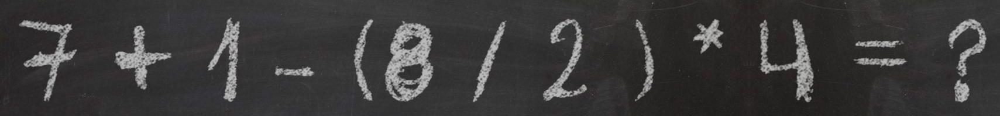 7 + 1 - (8 / 2) * 4 = ?